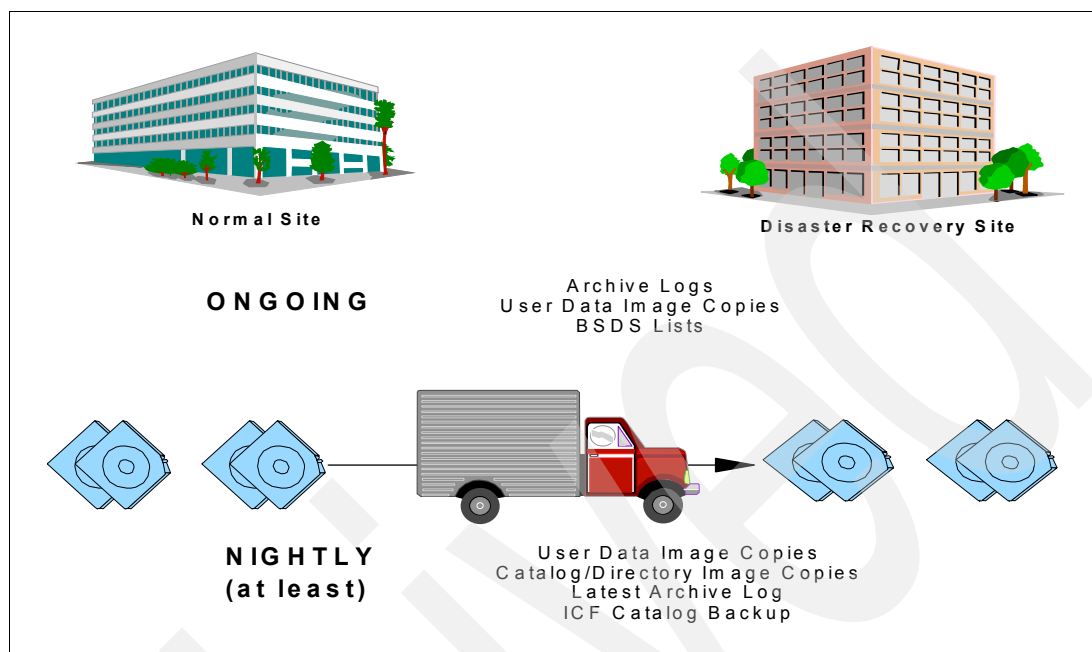 Normal Site
Disaster Recovery Site
ONGOING
Archive Logs
User Data Image Copies
BSDS Lists
NIGHTLY
(at least)
User Data Image Copies
Catalog/Directory Image Copies
Latest Archive Log
ICF Catalog Backup